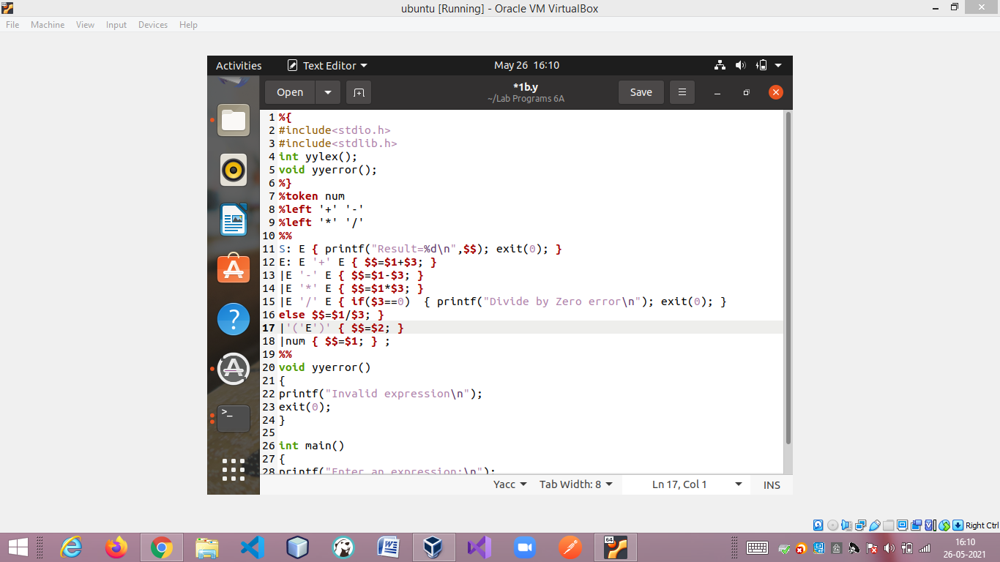 ubuntu [Running] - Oracle VM VirtualBox
File Machine View Input Devices Help
Activities Text Editor May 26 16:10
Open *1b.y Save
~/Lab Programs 6A
1 %{
2 #include<stdio.h>
3 #include<stdlib.h>
4 int yylex();
5 void yyerror();
6 %}
7 %token num
8 %left '+' '-'
9 %left '*' '/'
10 %%
11 S: E { printf("Result=%d\n",$$); exit(0); }
12 E: E '+' E { $$=$1+$3; }
13 |E '-' E { $$=$1-$3; }
14 |E '*' E { $$=$1*$3; }
15 |E '/' E { if($3==0)  { printf("Divide by Zero error\n"); exit(0); }
16 else $$=$1/$3; }
17 |'('E')' { $$=$2; }
18 |num { $$=$1; } ;
19 %%
20 void yyerror()
21 {
22 printf("Invalid expression\n");
23 exit(0);
24 }
25
26 int main()
27 {
28 printf("Enter an expression:\n");
Yacc Tab Width: 8 Ln 17, Col 1 INS
Right Ctrl
64
16:10
26-05-2021